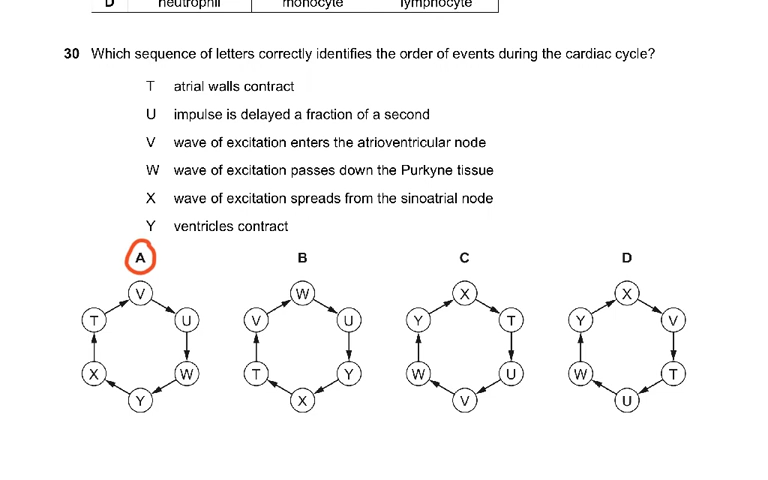 D neutrophil monocyte lymphocyte
30 Which sequence of letters correctly identifies the order of events during the cardiac cycle?
T atrial walls contract
U impulse is delayed a fraction of a second
V wave of excitation enters the atrioventricular node
W wave of excitation passes down the Purkyne tissue
X wave of excitation spreads from the sinoatrial node
Y ventricles contract
A B C D
V W X X
T U V U Y T Y V
X W T Y W U W T
Y X V U